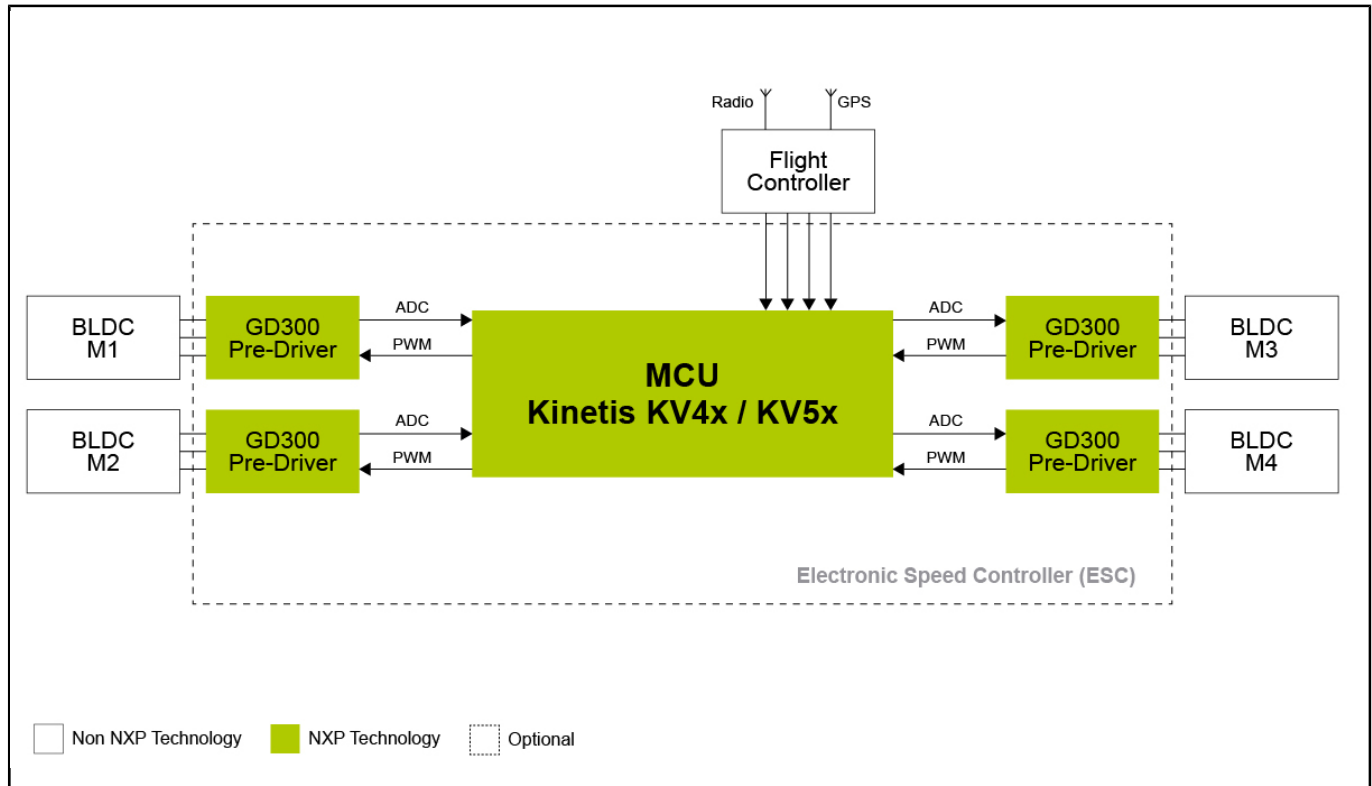 Radio
GPS
Flight
Controller
BLDC
M1
GD300
Pre-Driver
ADC
PWM
MCU
Kinetis KV4x / KV5x
ADC
PWM
GD300
Pre-Driver
BLDC
M3
BLDC
M2
GD300
Pre-Driver
ADC
PWM
ADC
PWM
GD300
Pre-Driver
BLDC
M4
Electronic Speed Controller (ESC)
Non NXP Technology
NXP Technology
Optional